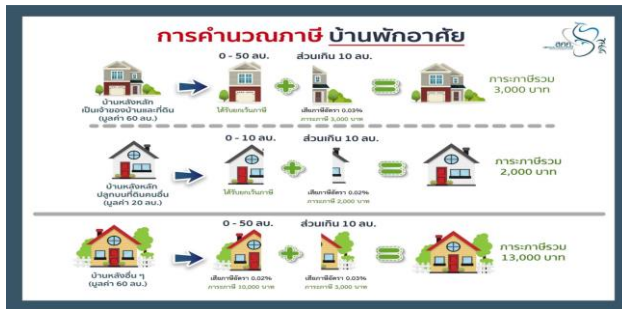 การคำนวณภาษี บ้านพักอาศัย
สศค.
0 - 50 ลบ. ส่วนเกิน 10 ลบ.
บ้านหลังหลัก
เป็นเจ้าของบ้านและที่ดิน
(มูลค่า 60 ลบ.)
ได้รับยกเว้นภาษี
เสียภาษีอัตรา 0.03%
ภาระภาษี 3,000 บาท
ภาระภาษีรวม
3,000 บาท
0 - 10 ลบ. ส่วนเกิน 10 ลบ.
บ้านหลังหลัก
ปลูกบนที่ดินคนอื่น
(มูลค่า 20 ลบ.)
ได้รับยกเว้นภาษี
เสียภาษีอัตรา 0.02%
ภาระภาษี 2,000 บาท
ภาระภาษีรวม
2,000 บาท
0 - 50 ลบ. ส่วนเกิน 10 ลบ.
บ้านหลังอื่น ๆ
(มูลค่า 60 ลบ.)
เสียภาษีอัตรา 0.02%
ภาระภาษี 10,000 บาท
เสียภาษีอัตรา 0.03%
ภาระภาษี 3,000 บาท
ภาระภาษีรวม
13,000 บาท